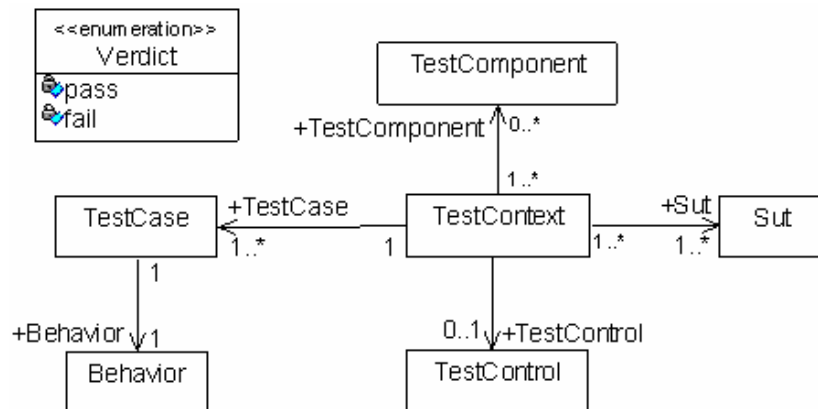 <<enumeration>>
Verdict
pass
fail
TestComponent
+TestComponent
0..*
1..*
TestCase
+TestCase
1..*
1
TestContext
1..*
+Sut
1..*
Sut
1
+Behavior
1
Behavior
0..1
+TestControl
TestControl